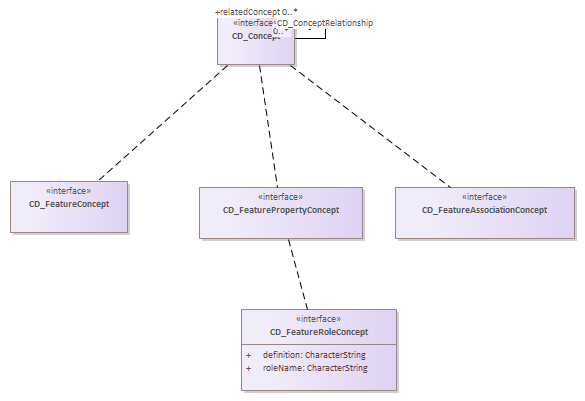 +relatedConcept 0..*
«interface»
CD_ConceptRelationship
CD_Concept
0..*
«interface»
CD_FeatureConcept
«interface»
CD_FeaturePropertyConcept
«interface»
CD_FeatureAssociationConcept
«interface»
CD_FeatureRoleConcept
+ definition: CharacterString
+ roleName: CharacterString